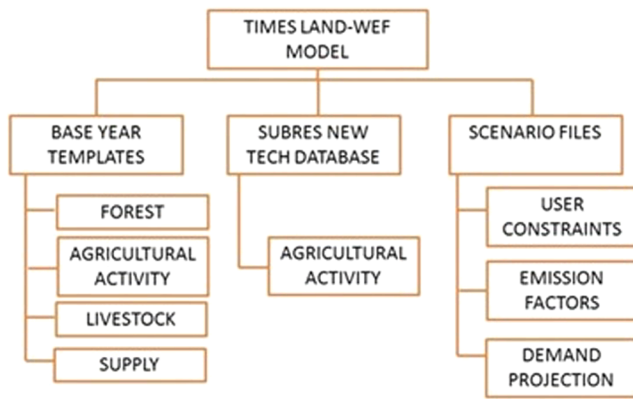 TIMES LAND-WEF
MODEL
BASE YEAR
TEMPLATES
FOREST
AGRICULTURAL
ACTIVITY
LIVESTOCK
SUPPLY
SUBRES NEW
TECH DATABASE
AGRICULTURAL
ACTIVITY
SCENARIO FILES
USER
CONSTRAINTS
EMISSION
FACTORS
DEMAND
PROJECTION